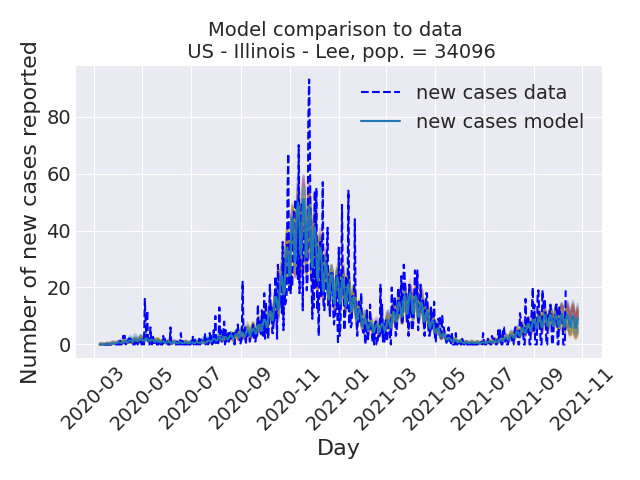 Model comparison to data
US - Illinois - Lee, pop. = 34096
Number of new cases reported
80
60
40
20
0
new cases data
new cases model
2020-03
2020-05
2020-07
2020-09
2020-11
2021-01
2021-03
2021-05
2021-07
2021-09
2021-11
Day